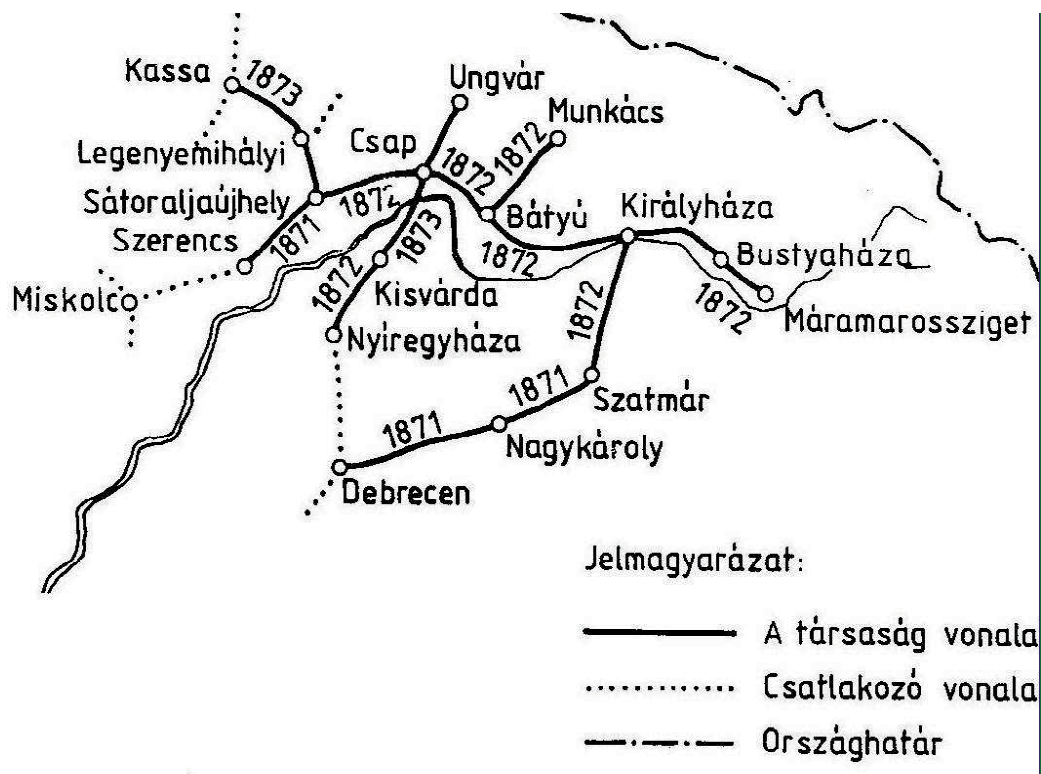 Kassa
1873
Ungvár
Munkács
Legenyemihályi
Csap
1872
1872
Sátoraljaújhely
1872
Bátyú
Királyháza
Szerencs
1871
1873
1872
Bustyaháza
Miskolc
1872
Kisvárda
1872
1872
Máramarossziget
Nyíregyháza
Szatmár
1871
1871
Nagykároly
Debrecen
Jelmagyarázat:
A társaság vonala
Csatlakozó vonala
Országhatár